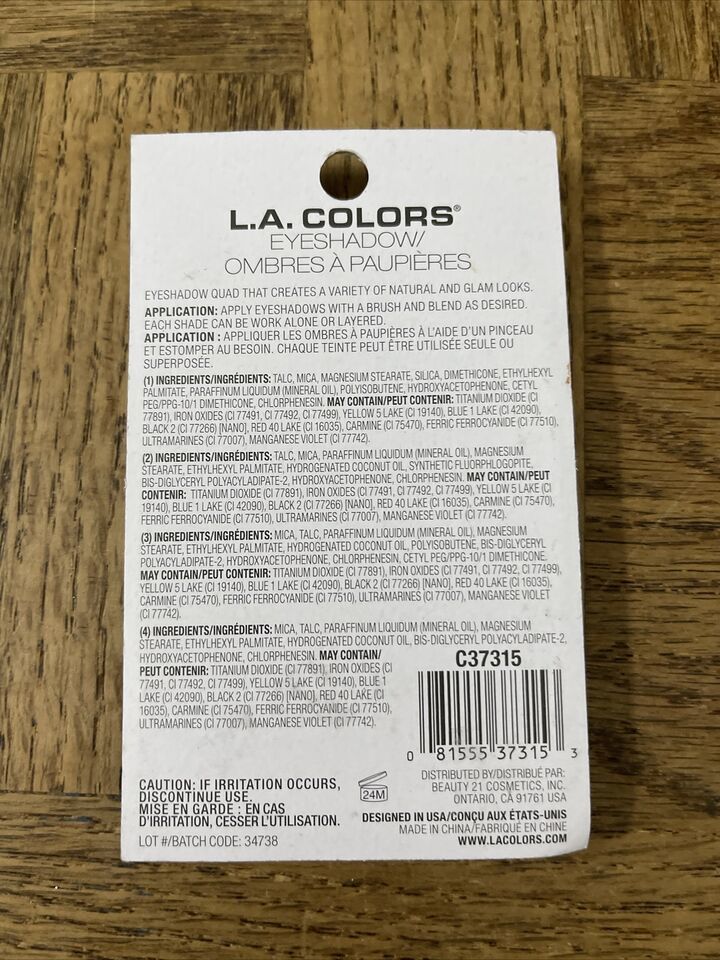 L.A. COLORS®
EYESHADOW/
OMBRES À PAUPIÈRES
EYESHADOW QUAD THAT CREATES A VARIETY OF NATURAL AND GLAM LOOKS.
APPLICATION: APPLY EYESHADOWS WITH A BRUSH AND BLEND AS DESIRED.
EACH SHADE CAN BE WORK ALONE OR LAYERED.
APPLICATION : APPLIQUER LES OMBRES À PAUPIÈRES À L'AIDE D'UN PINCEAU
ET ESTOMPER AU BESOIN. CHAQUE TEINTE PEUT ÊTRE UTILISÉE SEULE OU
SUPERPOSÉE.
(1) INGREDIENTS/INGRÉDIENTS: TALC, MICA, MAGNESIUM STEARATE, SILICA, DIMETHICONE, ETHYLHEXYL
PALMITATE, PARAFFINUM LIQUIDUM (MINERAL OIL), POLYISOBUTENE, HYDROXYACETOPHENONE, CETYL
PEG/PPG-10/1 DIMETHICONE, CHLORPHENESIN. MAY CONTAIN/PEUT CONTENIR: TITANIUM DIOXIDE (CI
77891), IRON OXIDES (CI 77491, CI 77492, CI 77499), YELLOW 5 LAKE (CI 19140), BLUE 1 LAKE (CI 42090),
BLACK 2 (CI 77266) [NANO], RED 40 LAKE (CI 16035), CARMINE (CI 75470), FERRIC FERROCYANIDE (CI 77510),
ULTRAMARINES (CI 77007), MANGANESE VIOLET (CI 77742).
(2) INGREDIENTS/INGRÉDIENTS: TALC, MICA, PARAFFINUM LIQUIDUM (MINERAL OIL), MAGNESIUM
STEARATE, ETHYLHEXYL PALMITATE, HYDROGENATED COCONUT OIL, SYNTHETIC FLUORPHLOGOPITE,
BIS-DIGLYCERYL POLYACYLADIPATE-2, HYDROXYACETOPHENONE, CHLORPHENESIN. MAY CONTAIN/PEUT
CONTENIR: TITANIUM DIOXIDE (CI 77891), IRON OXIDES (CI 77491, CI 77492, CI 77499), YELLOW 5 LAKE (CI
19140), BLUE 1 LAKE (CI 42090), BLACK 2 (CI 77266) [NANO], RED 40 LAKE (CI 16035), CARMINE (CI 75470),
FERRIC FERROCYANIDE (CI 77510), ULTRAMARINES (CI 77007), MANGANESE VIOLET (CI 77742).
(3) INGREDIENTS/INGRÉDIENTS: MICA, TALC, PARAFFINUM LIQUIDUM (MINERAL OIL), MAGNESIUM
STEARATE, ETHYLHEXYL PALMITATE, HYDROGENATED COCONUT OIL, POLYISOBUTENE, BIS-DIGLYCERYL
POLYACYLADIPATE-2, HYDROXYACETOPHENONE, CHLORPHENESIN, CETYL PEG/PPG-10/1 DIMETHICONE.
MAY CONTAIN/PEUT CONTENIR: TITANIUM DIOXIDE (CI 77891), IRON OXIDES (CI 77491, CI 77492, CI 77499),
YELLOW 5 LAKE (CI 19140), BLUE 1 LAKE (CI 42090), BLACK 2 (CI 77266) [NANO], RED 40 LAKE (CI 16035),
CARMINE (CI 75470), FERRIC FERROCYANIDE (CI 77510), ULTRAMARINES (CI 77007), MANGANESE VIOLET
(CI 77742).
(4) INGREDIENTS/INGRÉDIENTS: MICA, TALC, PARAFFINUM LIQUIDUM (MINERAL OIL), MAGNESIUM
STEARATE, ETHYLHEXYL PALMITATE, HYDROGENATED COCONUT OIL, BIS-DIGLYCERYL POLYACYLADIPATE-2,
HYDROXYACETOPHENONE, CHLORPHENESIN. MAY CONTAIN/
PEUT CONTENIR: TITANIUM DIOXIDE (CI 77891), IRON OXIDES (CI
77491, CI 77492, CI 77499), YELLOW 5 LAKE (CI 19140), BLUE 1
LAKE (CI 42090), BLACK 2 (CI 77266) [NANO], RED 40 LAKE (CI
16035), CARMINE (CI 75470), FERRIC FERROCYANIDE (CI 77510),
ULTRAMARINES (CI 77007), MANGANESE VIOLET (CI 77742).
C37315
0 81555 37315 3
CAUTION: IF IRRITATION OCCURS,
DISCONTINUE USE.
MISE EN GARDE : EN CAS
D'IRRITATION, CESSER L'UTILISATION.
LOT #/BATCH CODE: 34738
24M
DISTRIBUTED BY/DISTRIBUÉ PAR:
BEAUTY 21 COSMETICS, INC.
ONTARIO, CA 91761 USA
DESIGNED IN USA/CONÇU AUX ÉTATS-UNIS
MADE IN CHINA/FABRIQUÉ EN CHINE
WWW.LACOLORS.COM